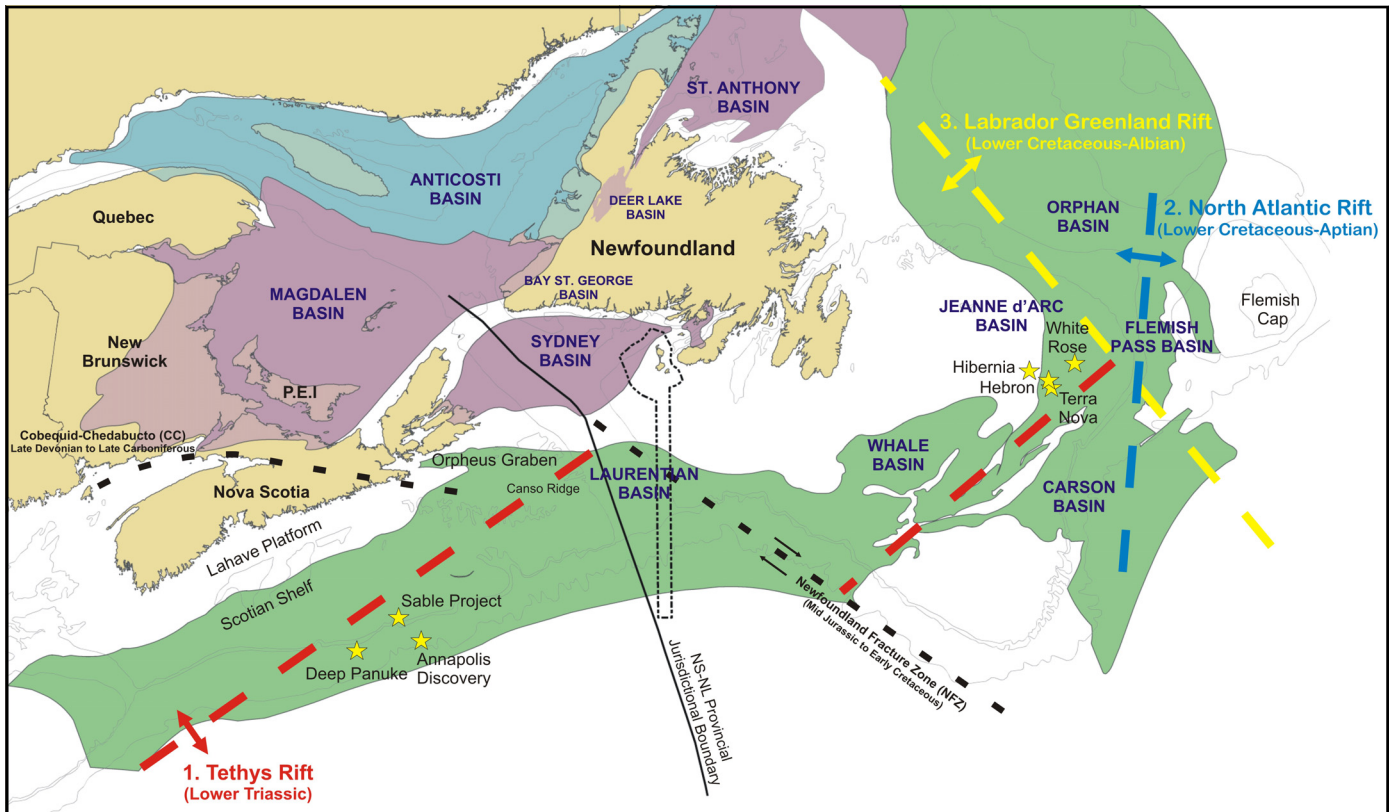 ST. ANTHONY
BASIN
3. Labrador Greenland Rift
(Lower Cretaceous-Albian)
ANTICOSTI
BASIN
DEER LAKE
BASIN
ORPHAN
BASIN
2. North Atlantic Rift
(Lower Cretaceous-Aptian)
Quebec
Newfoundland
BAY ST. GEORGE
BASIN
MAGDALEN
BASIN
JEANNE d'ARC
BASIN
Flemish
Cap
New
Brunswick
SYDNEY
BASIN
White
Rose
FLEMISH
PASS BASIN
P.E.I
Hibernia
Hebron
Terra
Nova
Cobequid-Chedabucto (CC)
Late Devonian to Late Carboniferous
WHALE
BASIN
Orpheus Graben
LAURENTIAN
BASIN
Canso Ridge
Nova Scotia
CARSON
BASIN
Lahave Platform
Scotian Shelf
Newfoundland Fracture Zone (NFZ)
(Mid Jurassic to Early Cretaceous)
Sable Project
Deep Panuke
Annapolis
Discovery
NS-NL Provincial
Jurisdictional Boundary
1. Tethys Rift
(Lower Triassic)